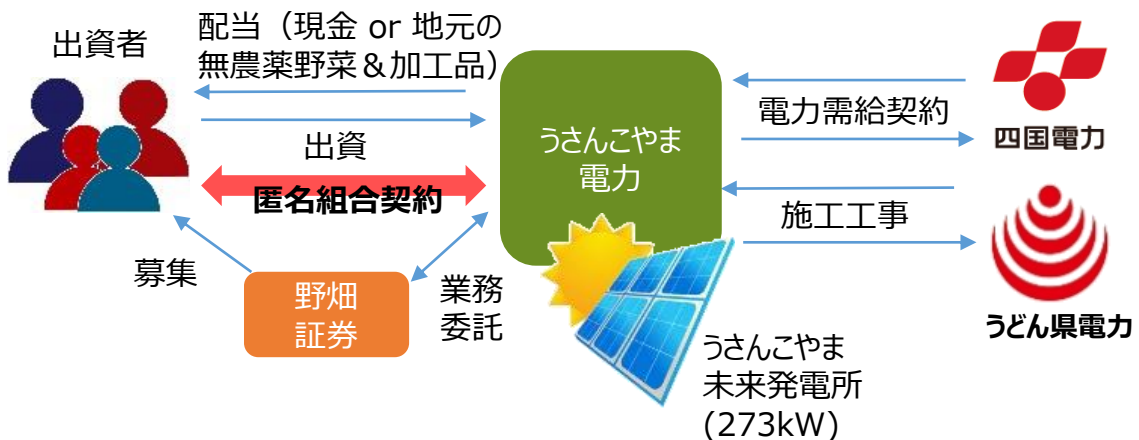 出資者
配当（現金 or 地元の
無農薬野菜＆加工品）
出資
匿名組合契約
募集
野畑
証券
業務
委託
うさんこやま
電力
電力需給契約
四国電力
施工工事
うどん県電力
うさんこやま
未来発電所
(273kW)